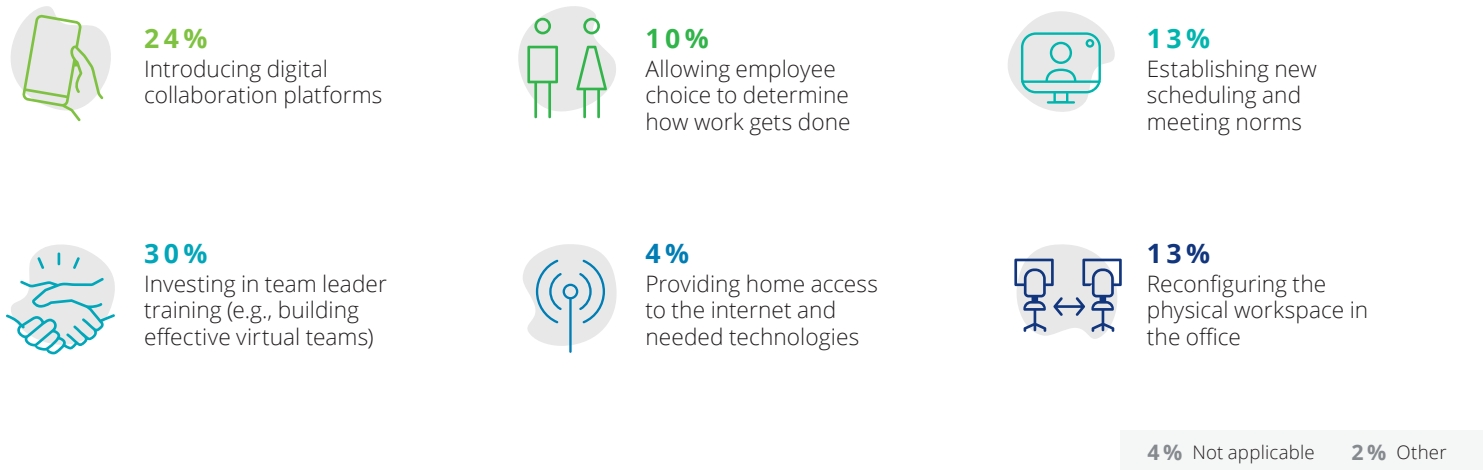 24%
Introducing digital
collaboration platforms
10%
Allowing employee
choice to determine
how work gets done
13%
Establishing new
scheduling and
meeting norms
30%
Investing in team leader
training (e.g., building
effective virtual teams)
4%
Providing home access
to the internet and
needed technologies
13%
Reconfiguring the
physical workspace in
the office
4% Not applicable 2% Other